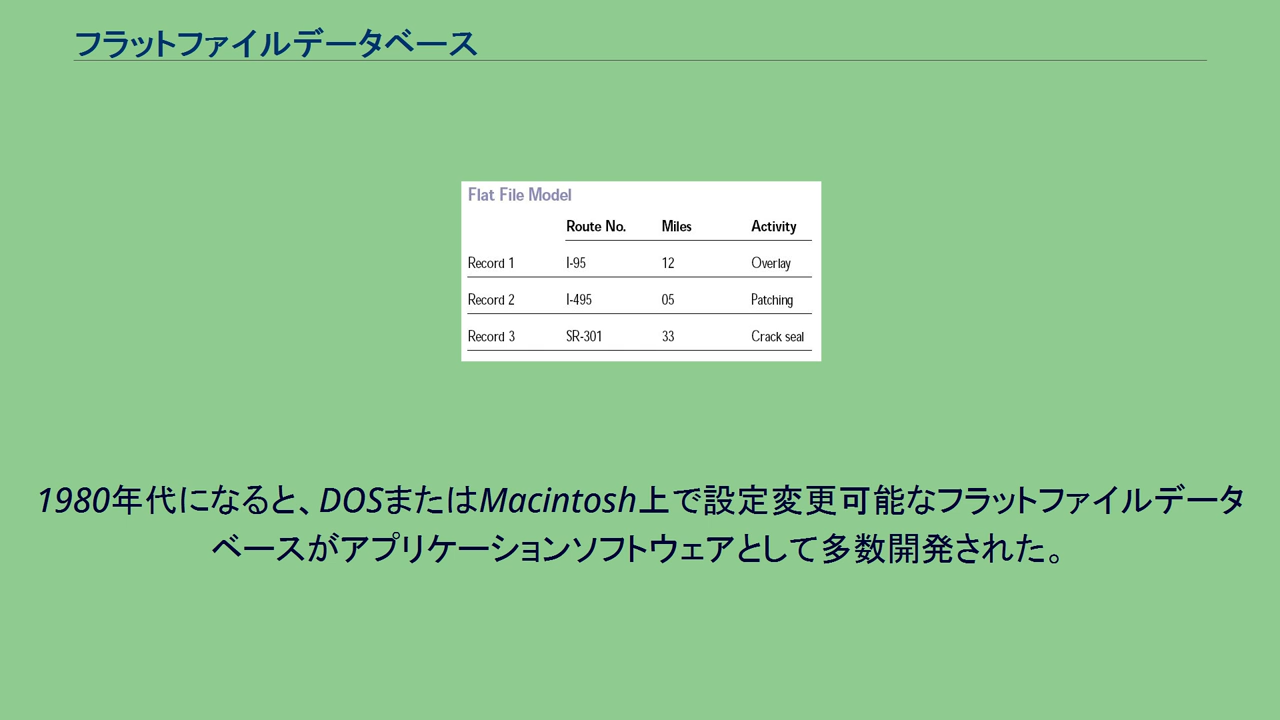 フラットファイルデータベース
Flat File Model
Route No. Miles Activity
Record 1 I-95 12 Overlay
Record 2 I-495 05 Patching
Record 3 SR-301 33 Crack seal
1980年代になると、DOSまたはMacintosh上で設定変更可能なフラットファイルデータ
ベースがアプリケーションソフトウェアとして多数開発された。